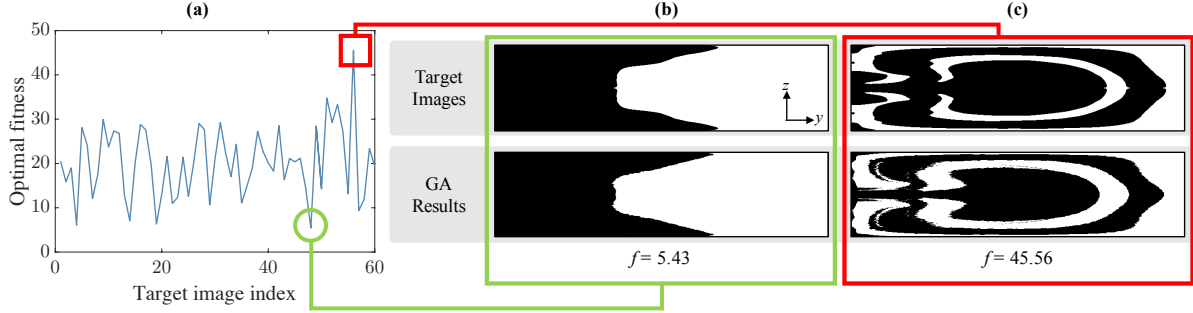 (a)
(b)
(c)
50
40
30
20
10
0
0
20
40
60
Optimal fitness
Target image index
Target
Images
z
y
GA
Results
f = 5.43
f = 45.56